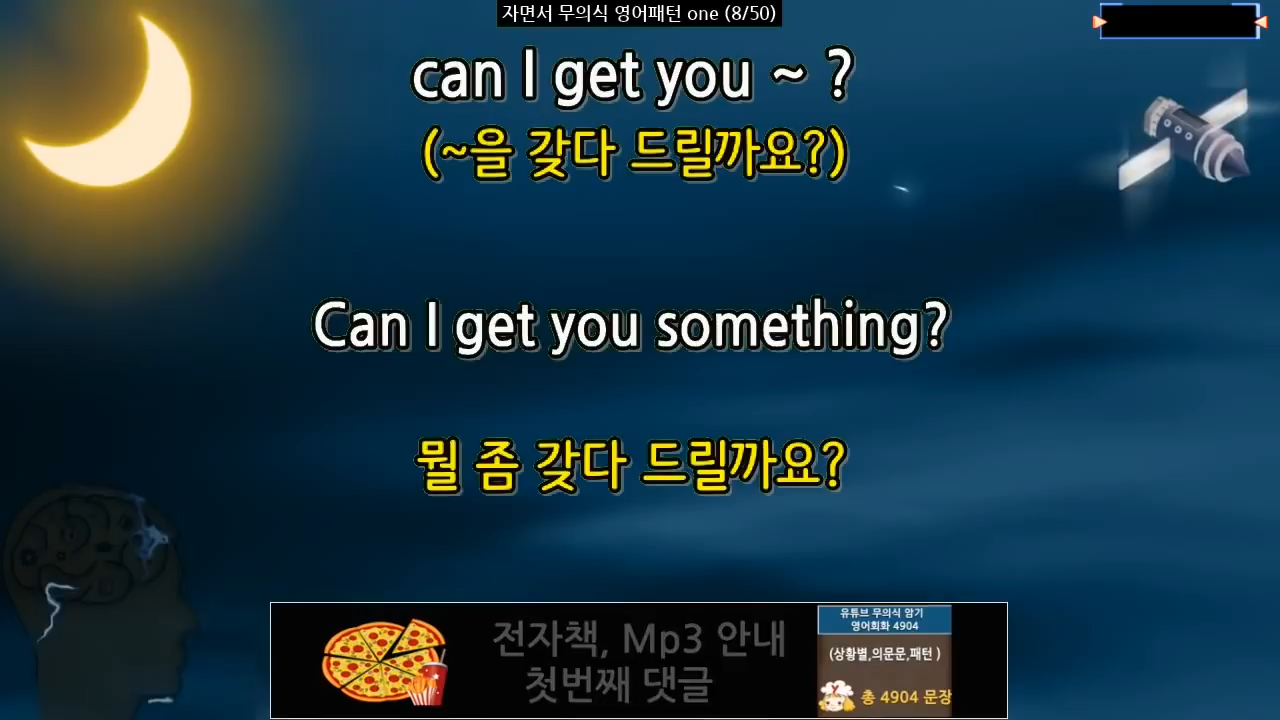 자면서 무의식 영어패턴 one (8/50)
can I get you ~ ?
(~을 갖다 드릴까요?)
Can I get you something?
뭘 좀 갖다 드릴까요?
전자책, Mp3 안내
첫번째 댓글
유튜브 무의식 암기
영어회화 4904
(상황별,의문문,패턴 )
총 4904 문장